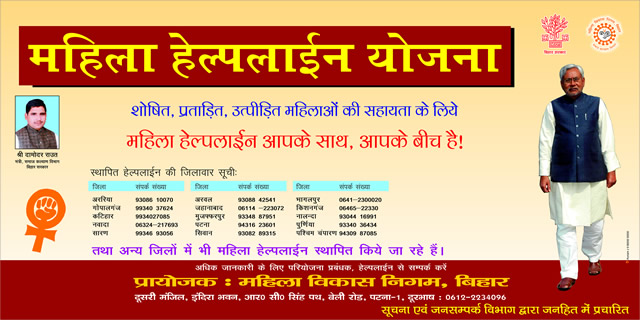 महिला हेल्पलाईन योजना
बिहार सरकार
शोषित, प्रताड़ित, उत्पीड़ित महिलाओं की सहायता के लिये
महिला हेल्पलाईन आपके साथ, आपके बीच है!
श्री दामोदर राउत
मंत्री, समाज कल्याण विभाग
बिहार सरकार
स्थापित हेल्पलाईन की जिलावार सूचीः
जिला संपर्क संख्या जिला संपर्क संख्या जिला संपर्क संख्या
अररिया 93086 10070 अरवल 93088 42541 भागलपुर 0641-2300020
गोपालगंज 99340 37624 जहानाबाद 06114 -223072 किशनगंज 06465-22330
कटिहार 9934027085 मुजफ्फरपुर 93348 87951 नालन्दा 93044 16991
नवादा 06324-217693 पटना 94316 23601 पुर्णिया 99340 36434
सारण 99346 93056 सिवान 93082 89315 पश्चिम चंपारण 94309 87085
तथा अन्य जिलों में भी महिला हेल्पलाईन स्थापित किये जा रहे हैं।
अधिक जानकारी के लिए परियोजना प्रबंधक, हेल्पलाईन से सम्पर्क करें
प्रायोजक : महिला विकास निगम, बिहार
दूसरी मंजिल, इंदिरा भवन, आर० सी० सिंह पथ, बेली रोड, पटना-1, दूरभाष : 0612-2234096
सूचना एवं जनसम्पर्क विभाग द्वारा जनहित में प्रचारित